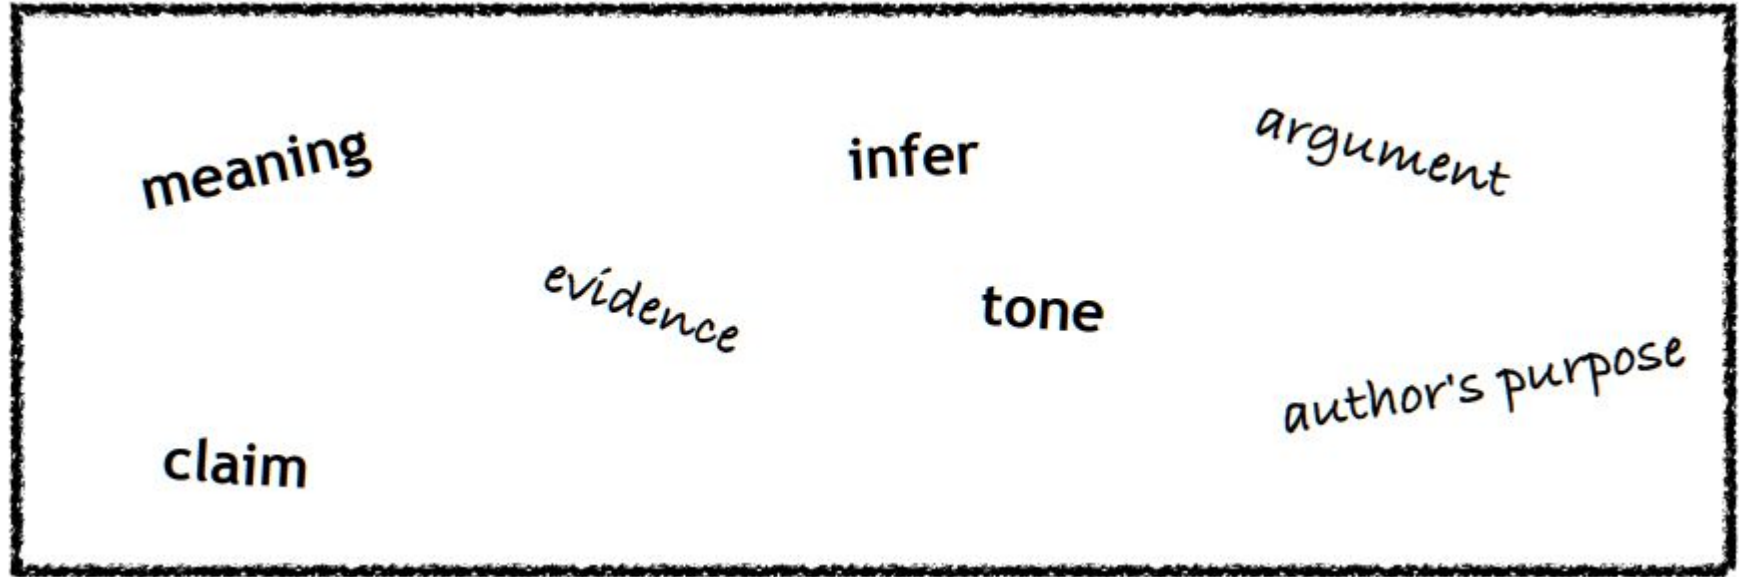 meaning
infer
argument
evidence
tone
author's purpose
claim